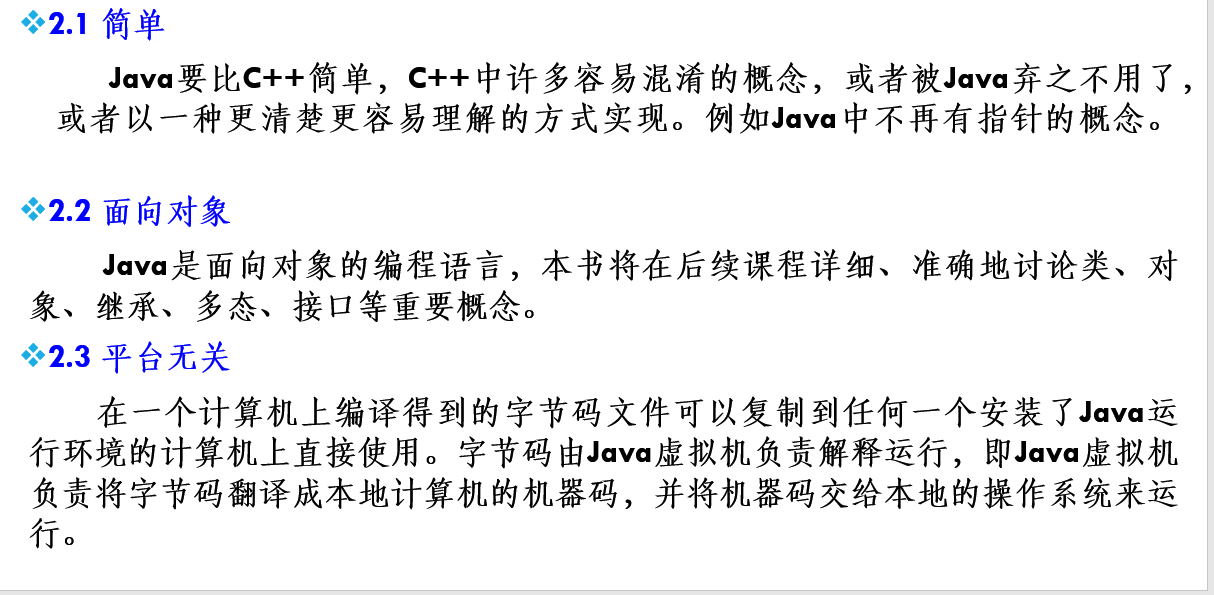 ❖2.1 简单
Java要比C++简单，C++中许多容易混淆的概念，或者被Java弃之不用了，
或者以一种更清楚更容易理解的方式实现。例如Java中不再有指针的概念。
❖2.2 面向对象
Java是面向对象的编程语言，本书将在后续课程详细、准确地讨论类、对
象、继承、多态、接口等重要概念。
❖2.3 平台无关
在一个计算机上编译得到的字节码文件可以复制到任何一个安装了Java运
行环境的计算机上直接使用。字节码由Java虚拟机负责解释运行，即Java虚拟机
负责将字节码翻译成本地计算机的机器码，并将机器码交给本地的操作系统来运
行。